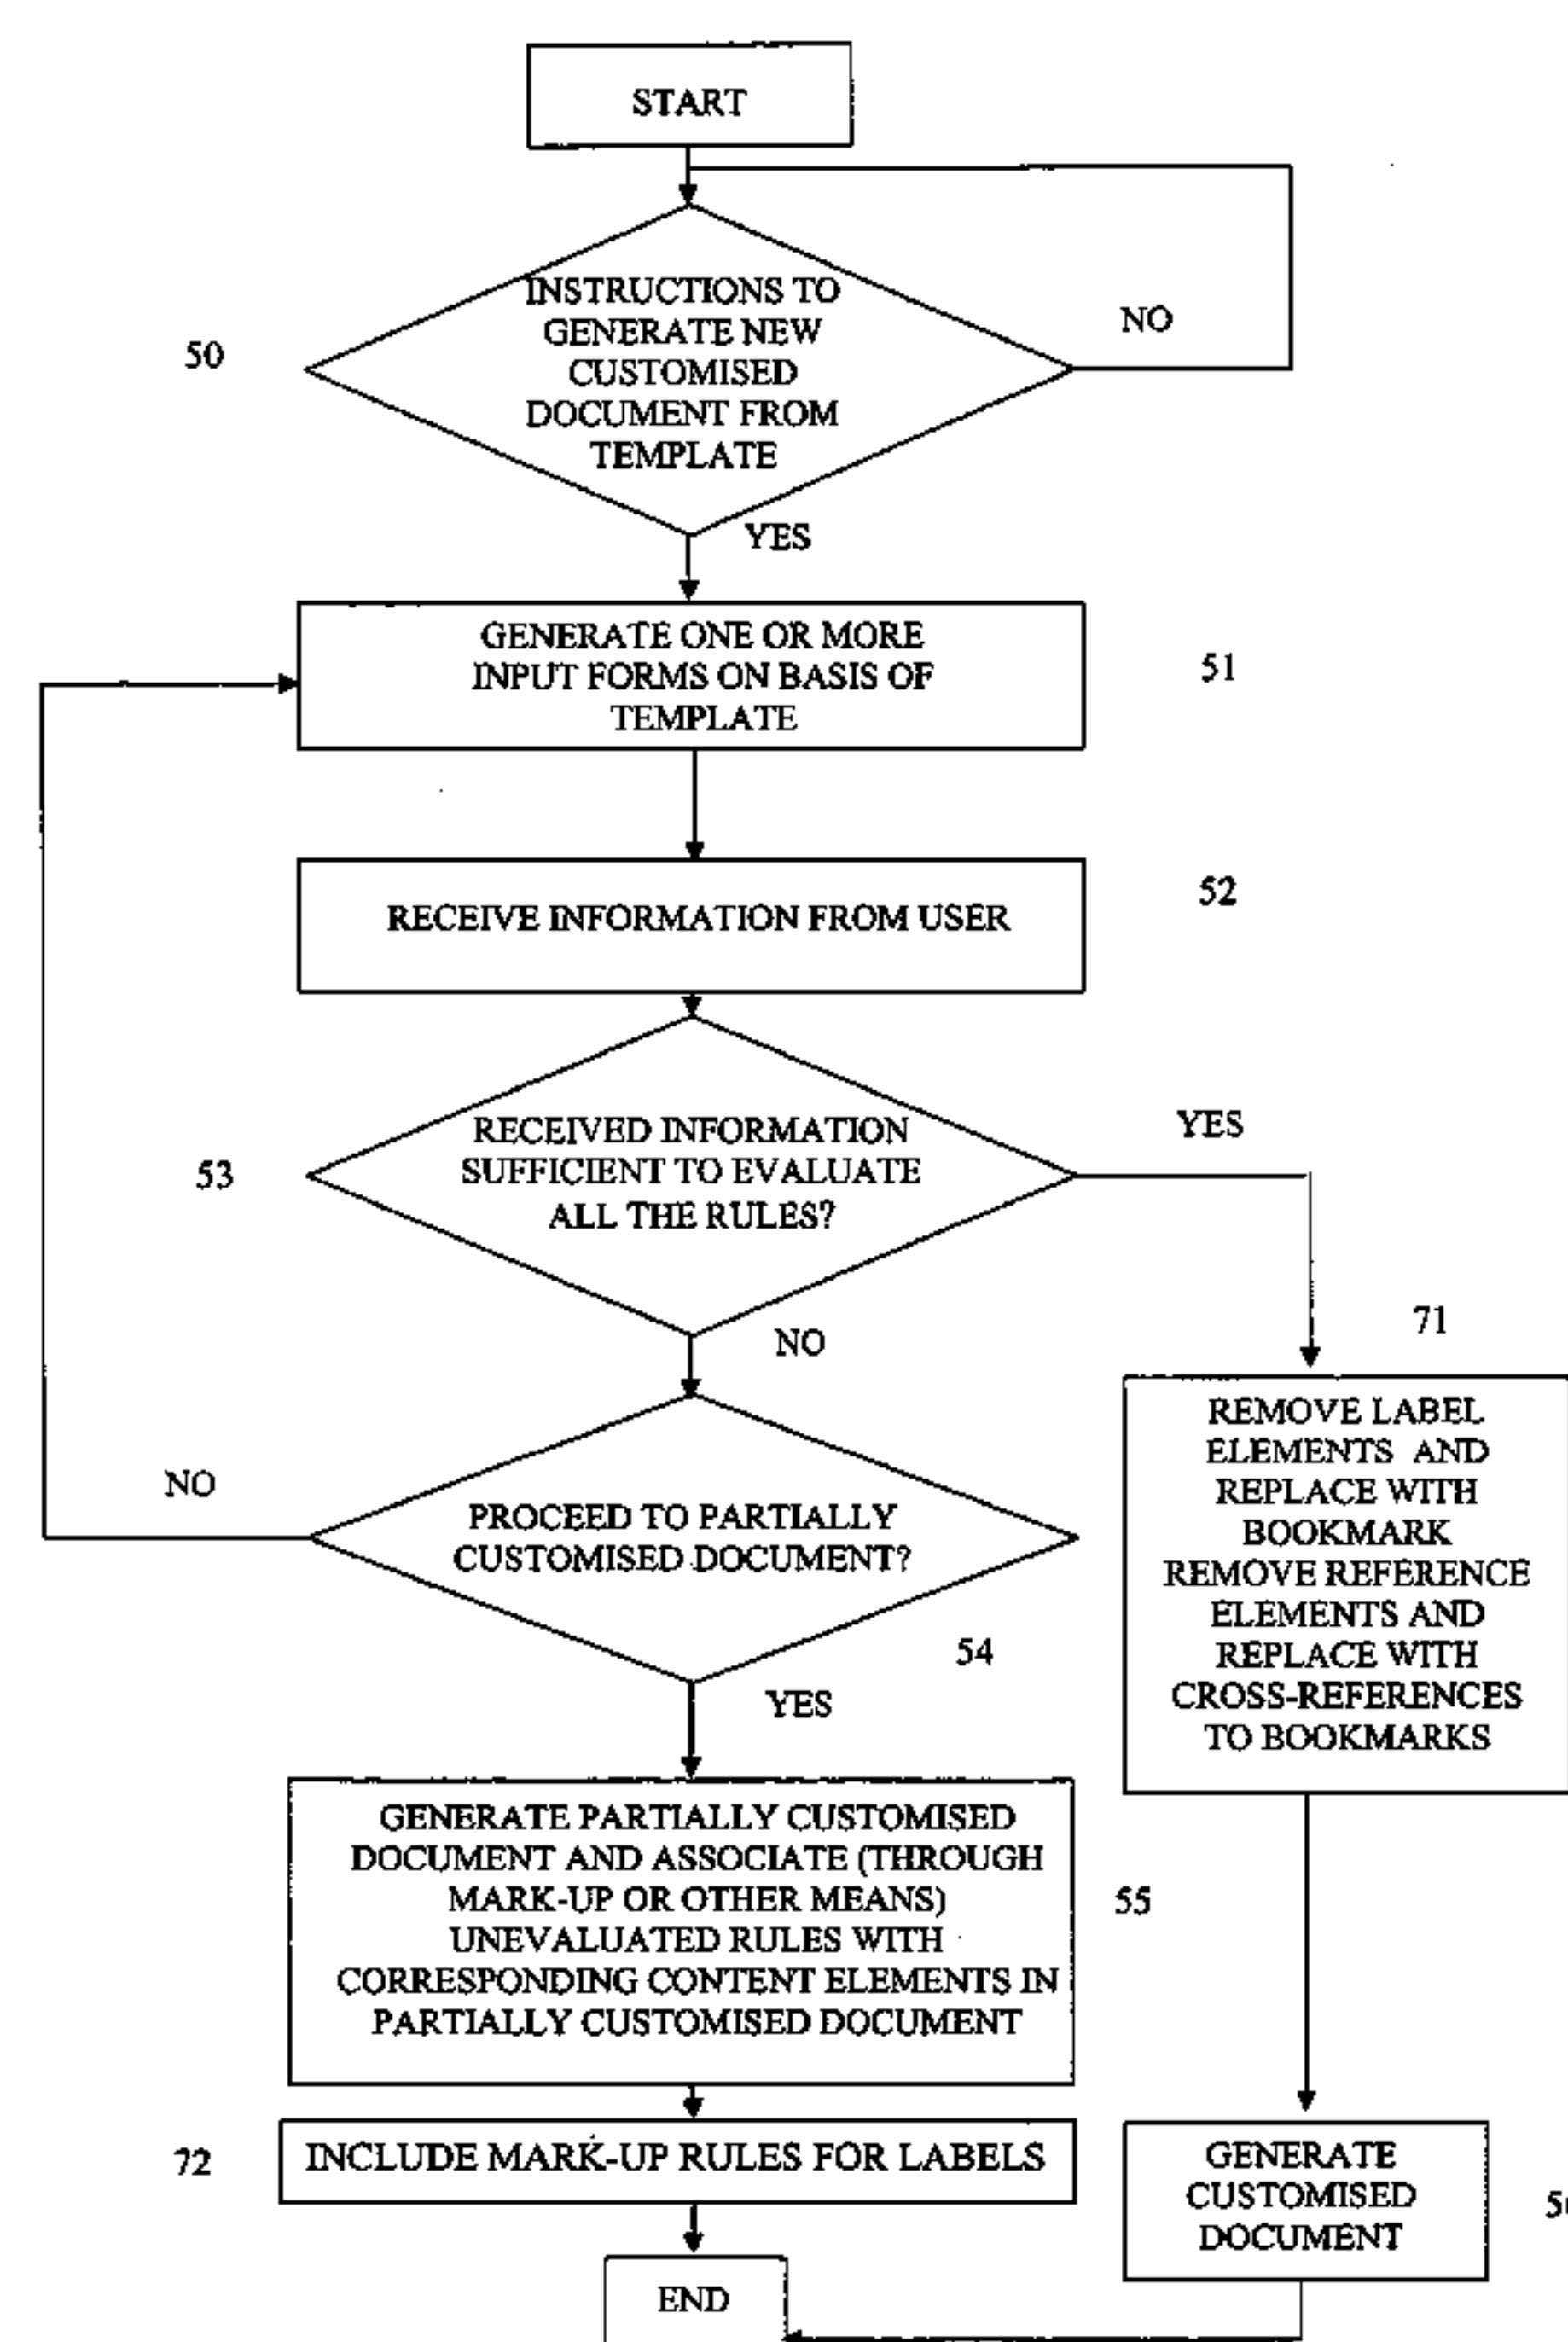 START
INSTRUCTIONS TO
GENERATE NEW
CUSTOMISED
DOCUMENT FROM
TEMPLATE
50
NO
YES
GENERATE ONE OR MORE
INPUT FORMS ON BASIS OF
TEMPLATE
51
RECEIVE INFORMATION FROM USER
52
RECEIVED INFORMATION
SUFFICIENT TO EVALUATE
ALL THE RULES?
53
YES
NO
71
REMOVE LABEL
ELEMENTS AND
REPLACE WITH
BOOKMARK
REMOVE REFERENCE
ELEMENTS AND
REPLACE WITH
CROSS-REFERENCES
TO BOOKMARKS
NO
PROCEED TO PARTIALLY
CUSTOMISED DOCUMENT?
54
YES
GENERATE PARTIALLY CUSTOMISED
DOCUMENT AND ASSOCIATE (THROUGH
MARK-UP OR OTHER MEANS)
UNEVALUATED RULES WITH
CORRESPONDING CONTENT ELEMENTS IN
PARTIALLY CUSTOMISED DOCUMENT
55
72
INCLUDE MARK-UP RULES FOR LABELS
GENERATE
CUSTOMISED
DOCUMENT
END